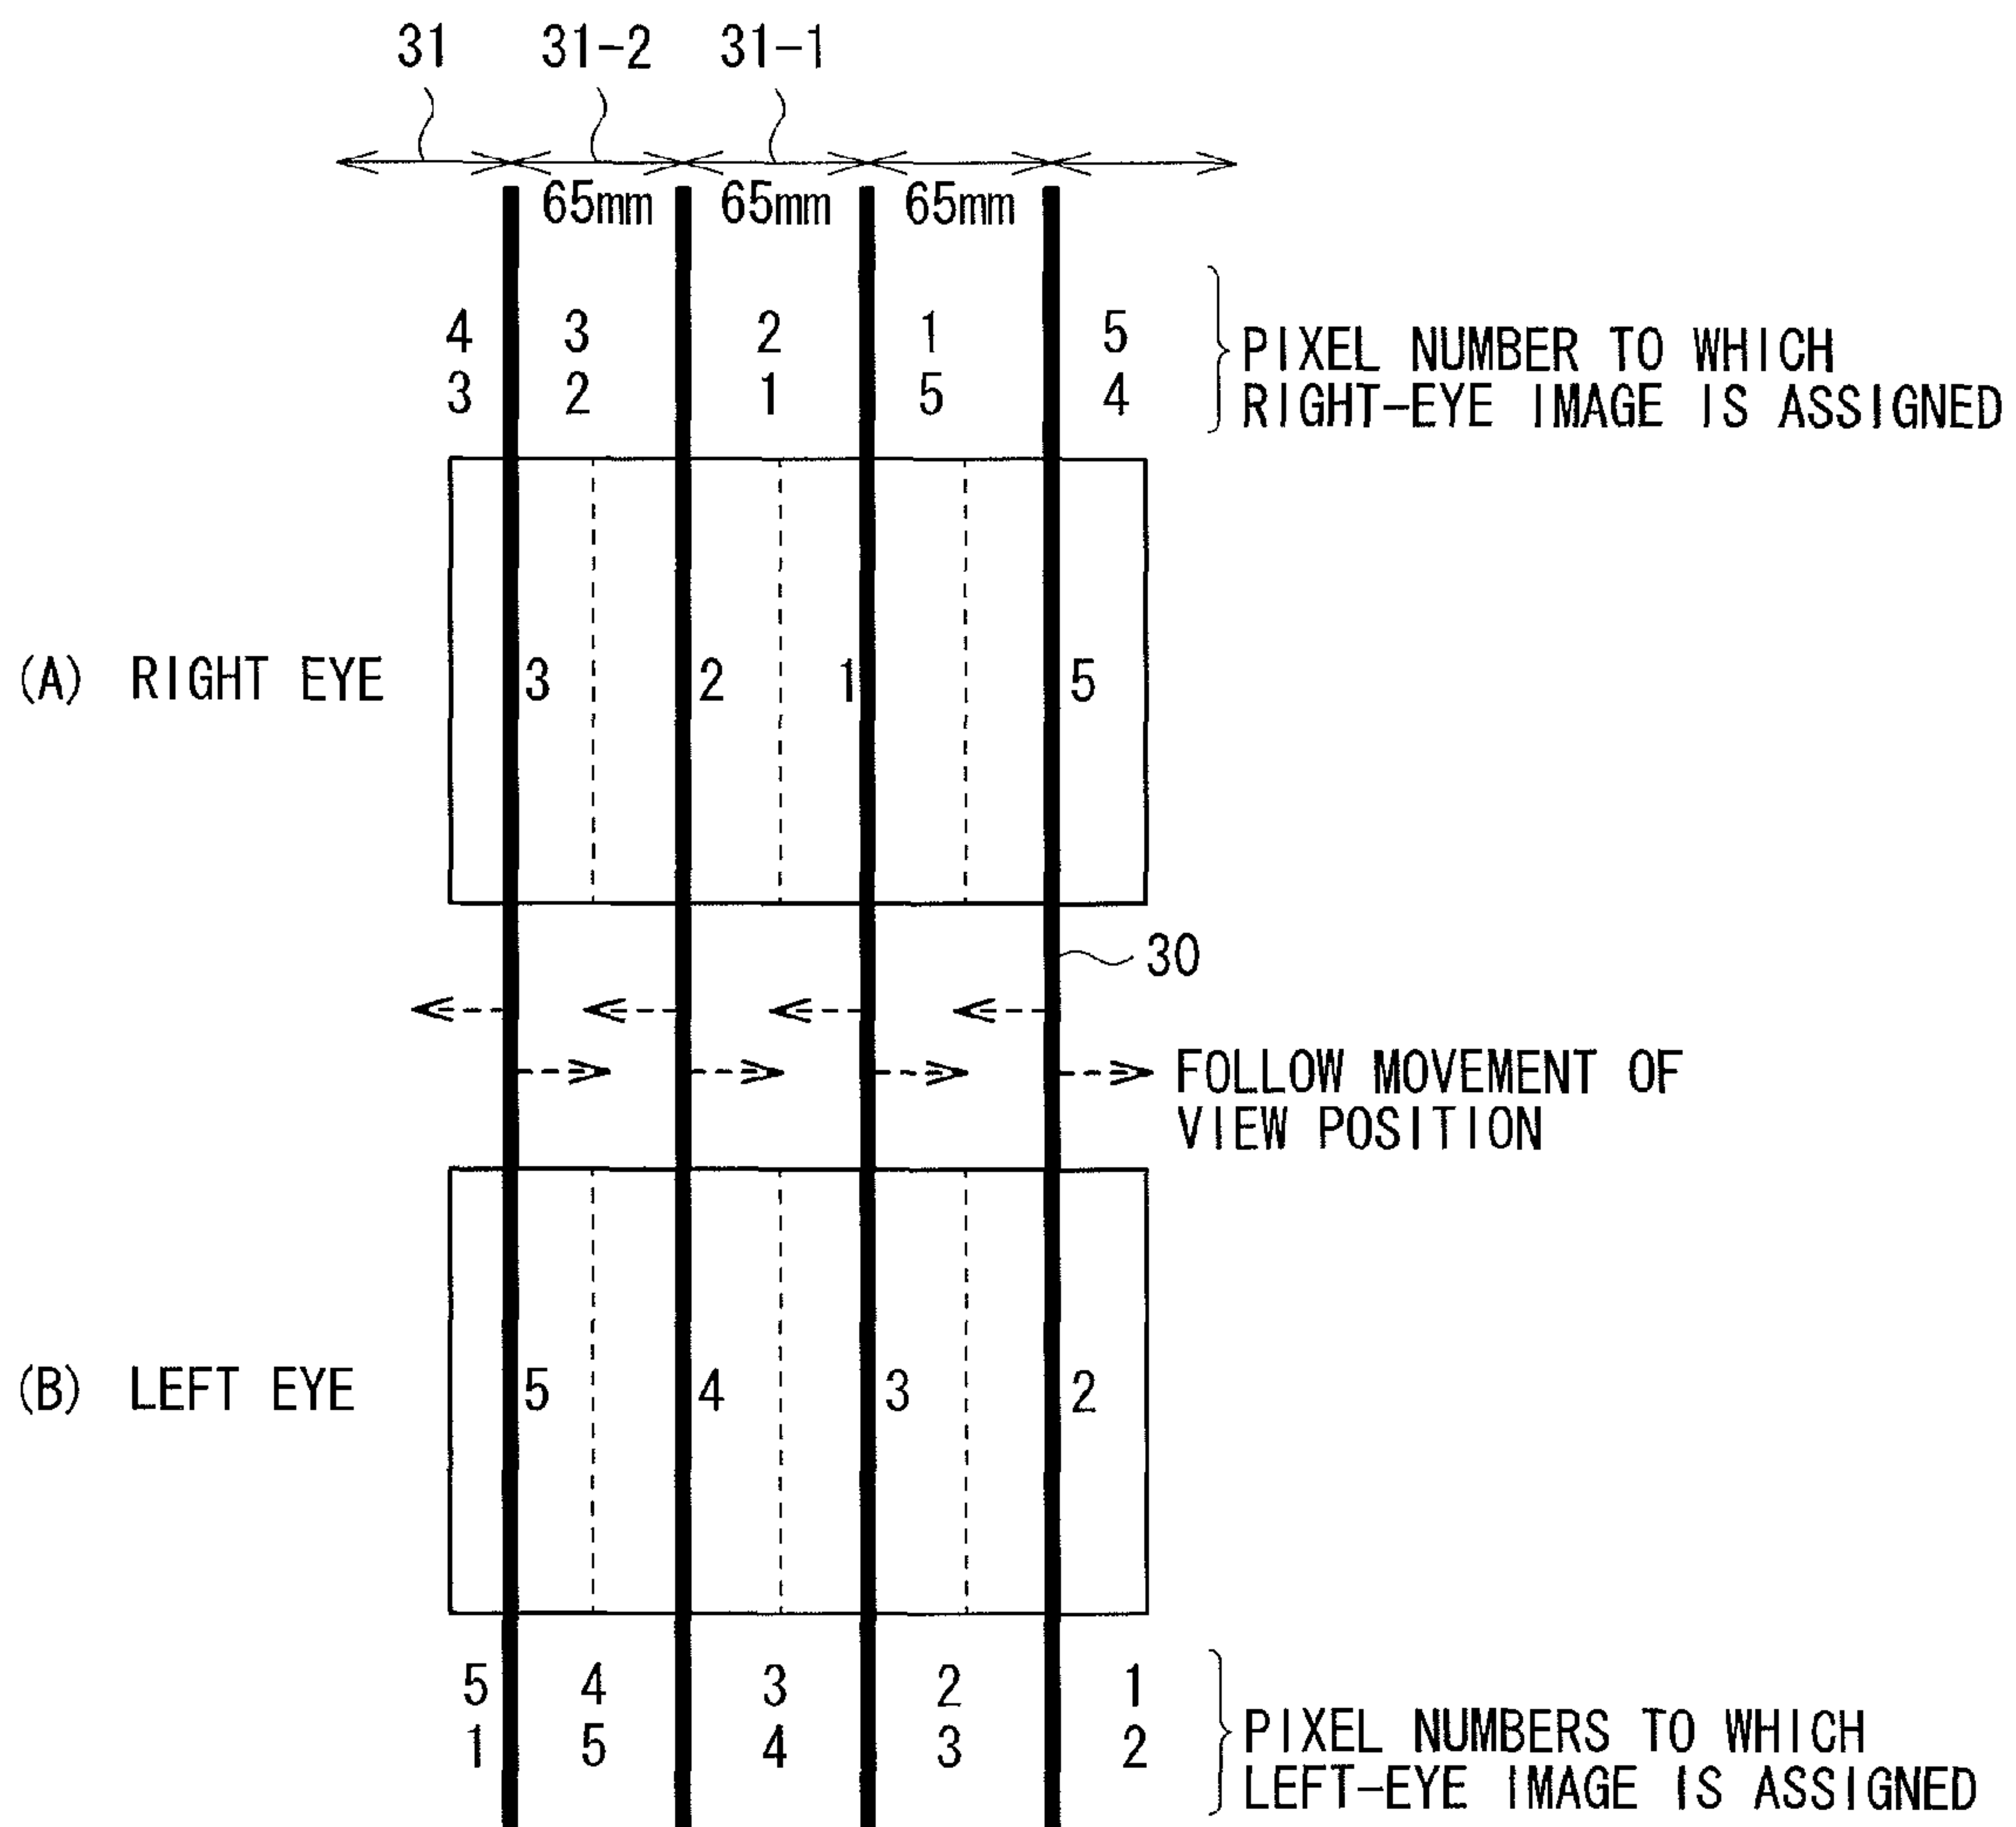 31 31-2 31-1
65mm 65mm 65mm
4 3 2 1 5
3 2 1 5 4
PIXEL NUMBER TO WHICH
RIGHT-EYE IMAGE IS ASSIGNED
(A) RIGHT EYE 3 2 1 5
30
FOLLOW MOVEMENT OF
VIEW POSITION
(B) LEFT EYE 5 4 3 2
5 4 3 2 1
1 5 4 3 2
PIXEL NUMBERS TO WHICH
LEFT-EYE IMAGE IS ASSIGNED